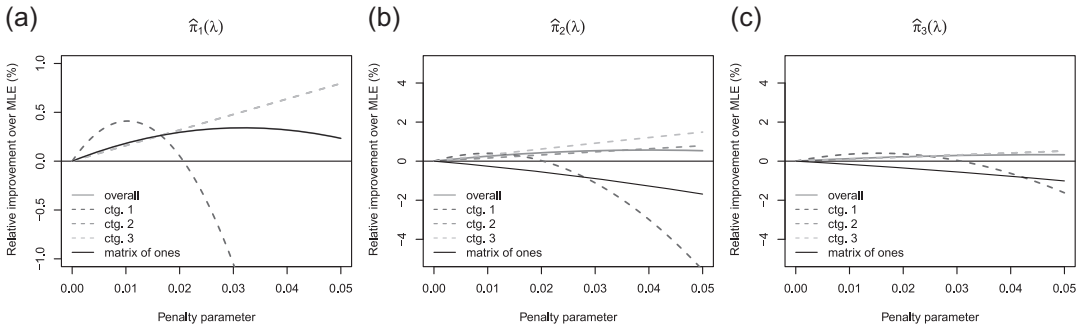 (a)
π̂₁(λ)
Relative improvement over MLE (%)
1.0
0.5
0.0
−0.5
−1.0
overall
ctg. 1
ctg. 2
ctg. 3
matrix of ones
0.00 0.01 0.02 0.03 0.04 0.05
Penalty parameter
(b)
π̂₂(λ)
Relative improvement over MLE (%)
4
2
0
−2
−4
overall
ctg. 1
ctg. 2
ctg. 3
matrix of ones
0.00 0.01 0.02 0.03 0.04 0.05
Penalty parameter
(c)
π̂₃(λ)
Relative improvement over MLE (%)
4
2
0
−2
−4
overall
ctg. 1
ctg. 2
ctg. 3
matrix of ones
0.00 0.01 0.02 0.03 0.04 0.05
Penalty parameter